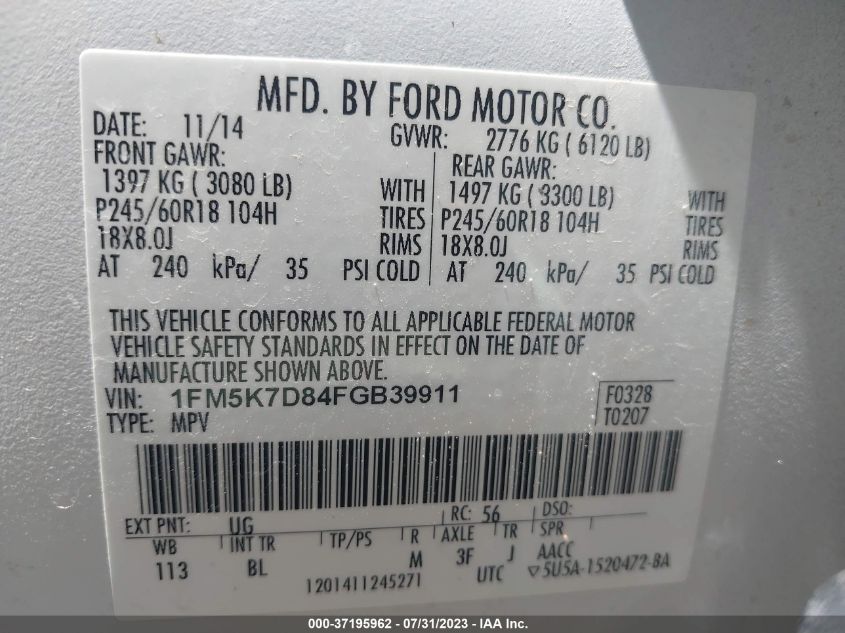 MFD. BY FORD MOTOR CO.
DATE: 11/14
GVWR: 2776 KG ( 6120 LB)
FRONT GAWR:
REAR GAWR:
1397 KG ( 3080 LB) WITH
1497 KG ( 3300 LB) WITH
P245/60R18 104H TIRES
P245/60R18 104H TIRES
18X8.0J RIMS
18X8.0J RIMS
AT 240 kPa/ 35 PSI COLD
AT 240 kPa/ 35 PSI COLD
THIS VEHICLE CONFORMS TO ALL APPLICABLE FEDERAL MOTOR
VEHICLE SAFETY STANDARDS IN EFFECT ON THE DATE OF
MANUFACTURE SHOWN ABOVE.
VIN: 1FM5K7D84FGB39911
F0328
TYPE: MPV
T0207
EXT PNT: UG
RC: 56
DSO:
WB INT TR TP/PS R AXLE TR SPR
113 BL M 3F J AACC
1201411245271
UTC ▽5U5A-1520472-BA
000-37195962 - 07/31/2023 - IAAI Inc.